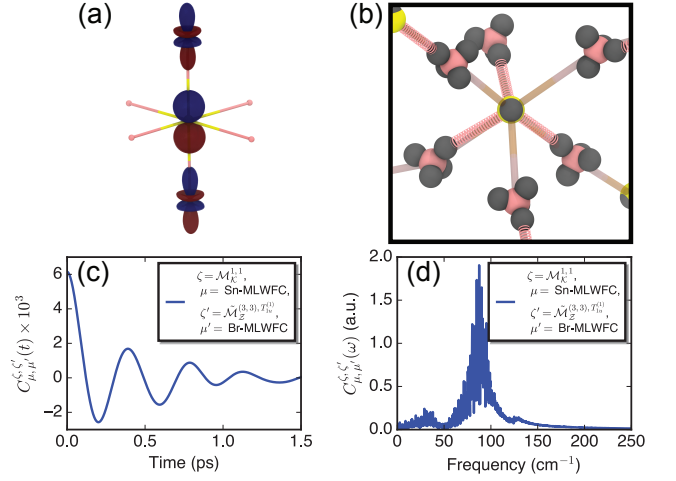 (a)
(b)
(c)
ζ = ℳ_𝒦^{1,1},
μ = Sn-MLWFC,
ζ′ = ℳ̃_𝒵^{(3,3),T_{1u}^{(1)}},
μ′ = Br-MLWFC
C_{μ,μ′}^{ζ,ζ′}(t) × 10³
6
4
2
0
−2
0.0
0.5
1.0
1.5
Time (ps)
(d)
ζ = ℳ_𝒦^{1,1},
μ = Sn-MLWFC,
ζ′ = ℳ̃_𝒵^{(3,3),T_{1u}^{(1)}},
μ′ = Br-MLWFC
C_{μ,μ′}^{ζ,ζ′}(ω) (a.u.)
2.0
1.5
1.0
0.5
0.0
0
50
100
150
200
250
Frequency (cm⁻¹)